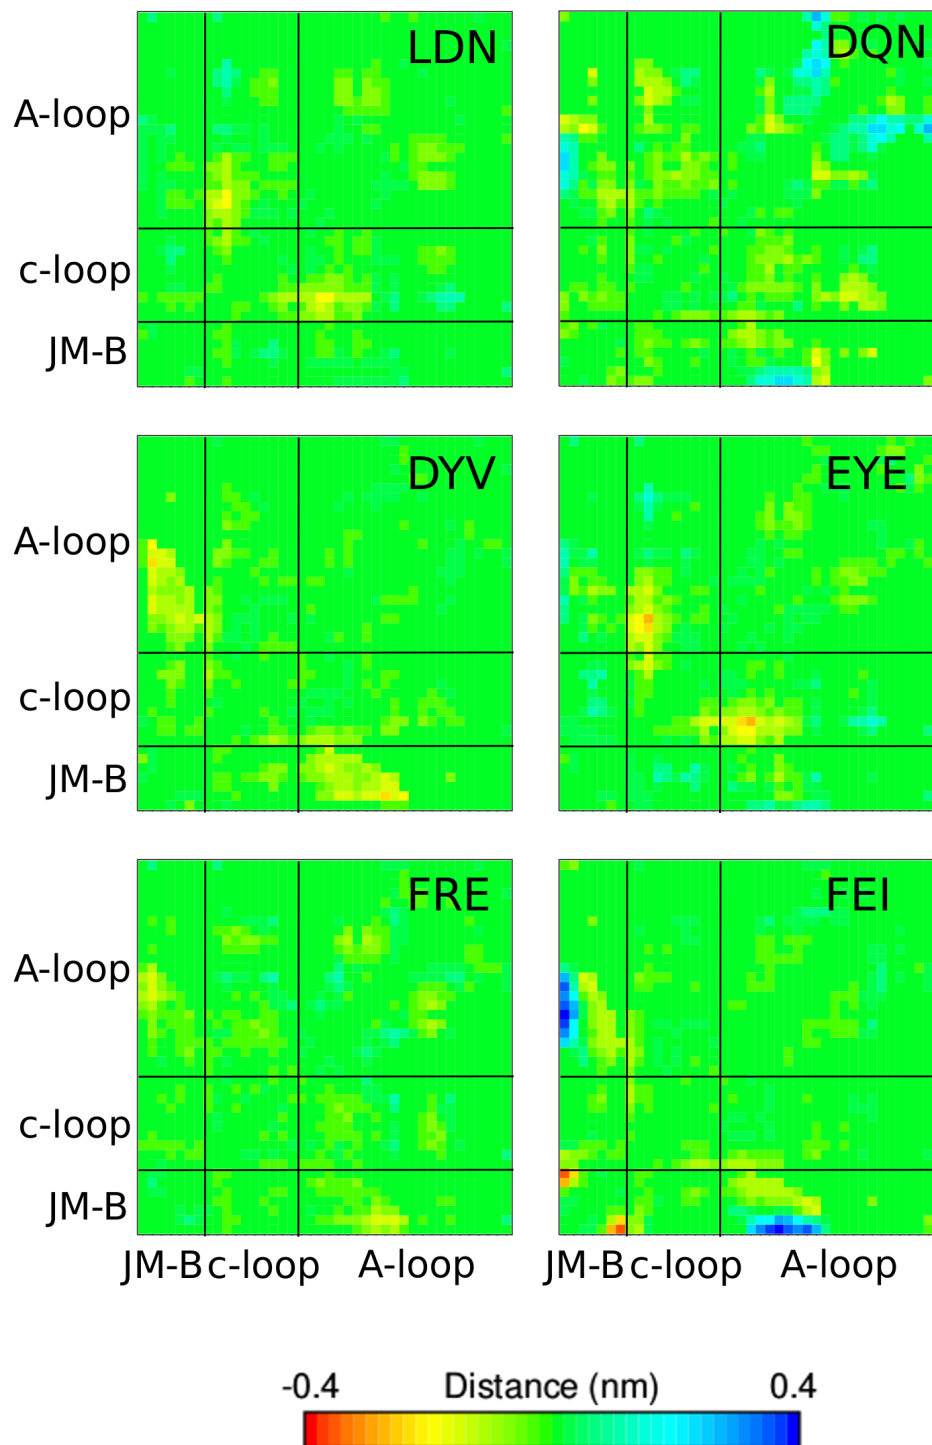 LDN
DQN
A-loop
c-loop
JM-B
DYV
EYE
A-loop
c-loop
JM-B
FRE
FEI
A-loop
c-loop
JM-B
JM-B c-loop A-loop
JM-B c-loop A-loop
-0.4 Distance (nm) 0.4